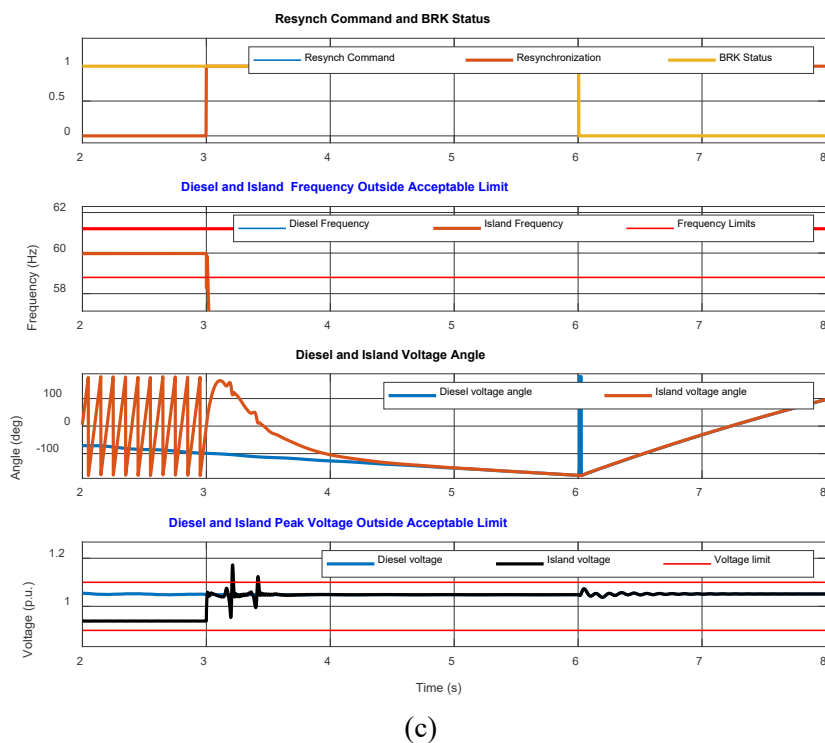 Resynch Command and BRK Status
Resynch Command Resynchronization BRK Status
1
0.5
0
2 3 4 5 6 7 8
Diesel and Island Frequency Outside Acceptable Limit
Diesel Frequency Island Frequency Frequency Limits
62
60
58
Frequency (Hz)
2 3 4 5 6 7 8
Diesel and Island Voltage Angle
Diesel voltage angle Island voltage angle
100
0
-100
Angle (deg)
2 3 4 5 6 7 8
Diesel and Island Peak Voltage Outside Acceptable Limit
Diesel voltage Island voltage Voltage limit
1.2
1
Voltage (p.u.)
2 3 4 5 6 7 8
Time (s)
(c)